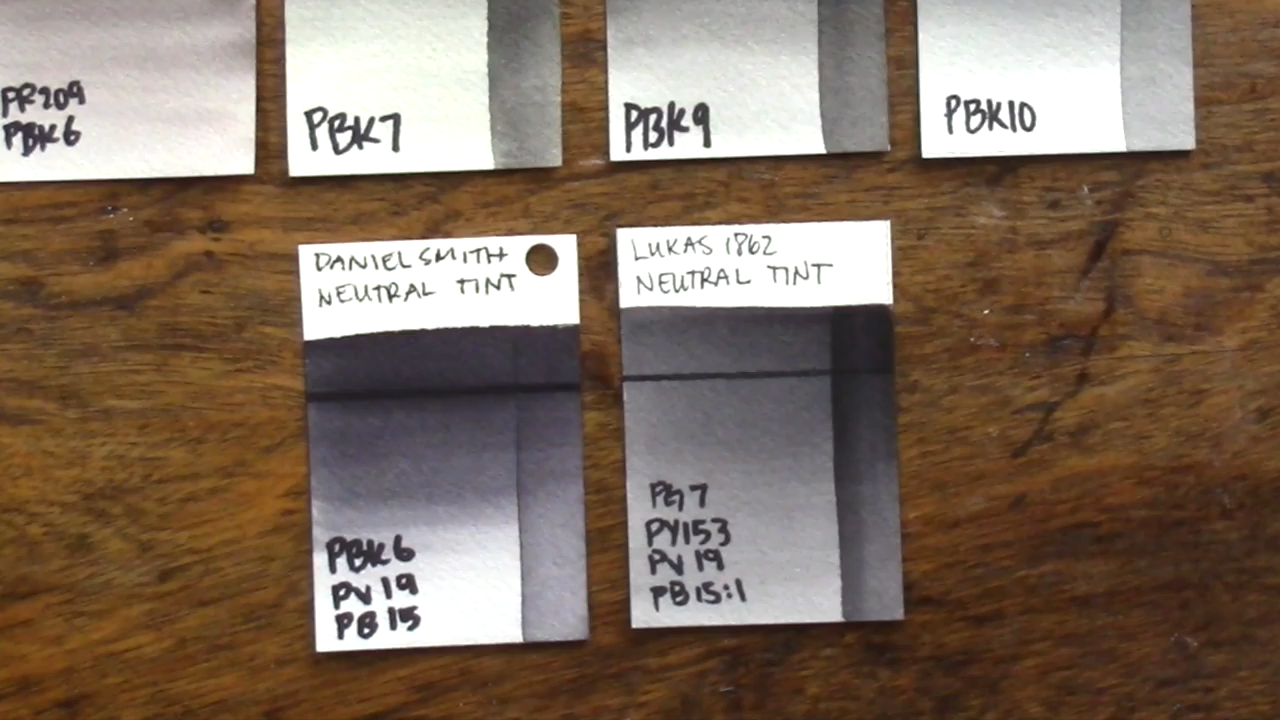 PR209
PBK6
PBK7
PBK9
PBK10
DANIEL SMITH
NEUTRAL TINT
PBK6
PV19
PB15
LUKAS 1862
NEUTRAL TINT
PG7
PY153
PV19
PB15:1